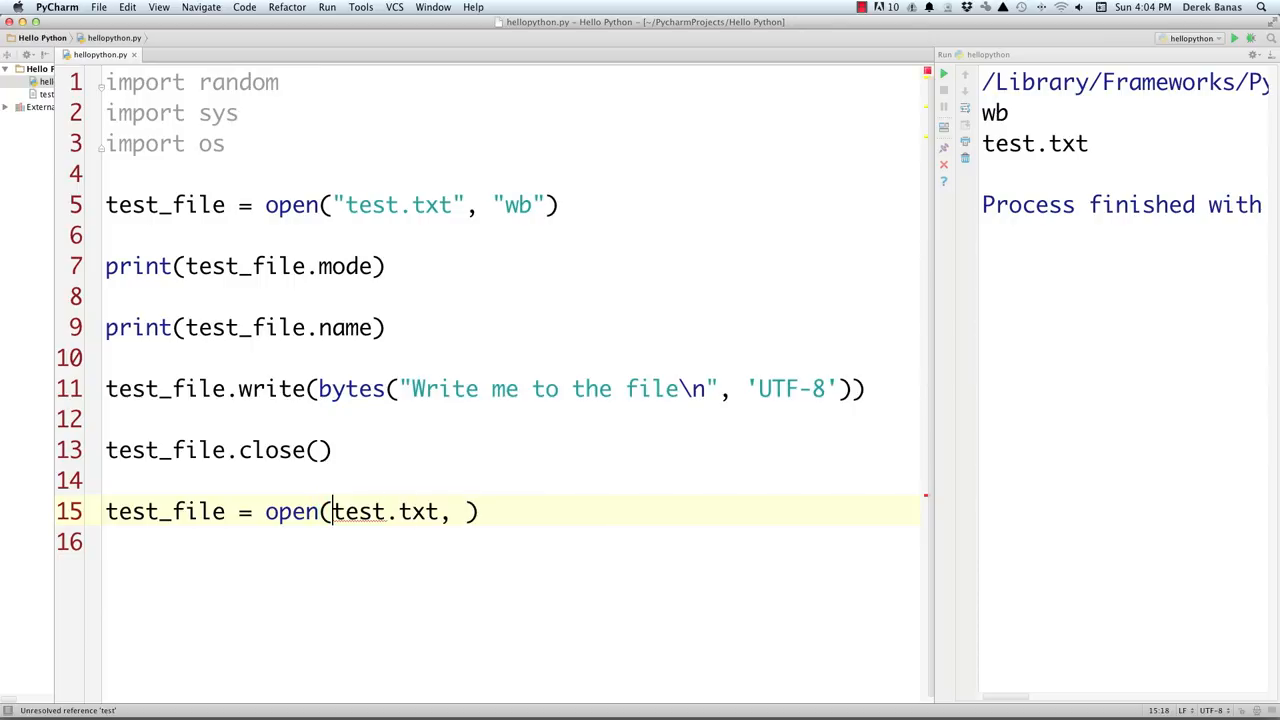 PyCharm File Edit View Navigate Code Refactor Run Tools VCS Window Help 10 Sun 4:04 PM Derek Banas
hellopython.py - Hello Python - [~/PycharmProjects/Hello Python]
Hello Python hellopython.py hellopython
hellopython.py Run hellopython
Hello F
hell
test
Extern
1 import random
2 import sys
3 import os
4
5 test_file = open("test.txt", "wb")
6
7 print(test_file.mode)
8
9 print(test_file.name)
10
11 test_file.write(bytes("Write me to the file\n", 'UTF-8'))
12
13 test_file.close()
14
15 test_file = open(test.txt, )
16
/Library/Frameworks/Py
wb
test.txt
Process finished with
Unresolved reference 'test' 15:18 LF UTF-8